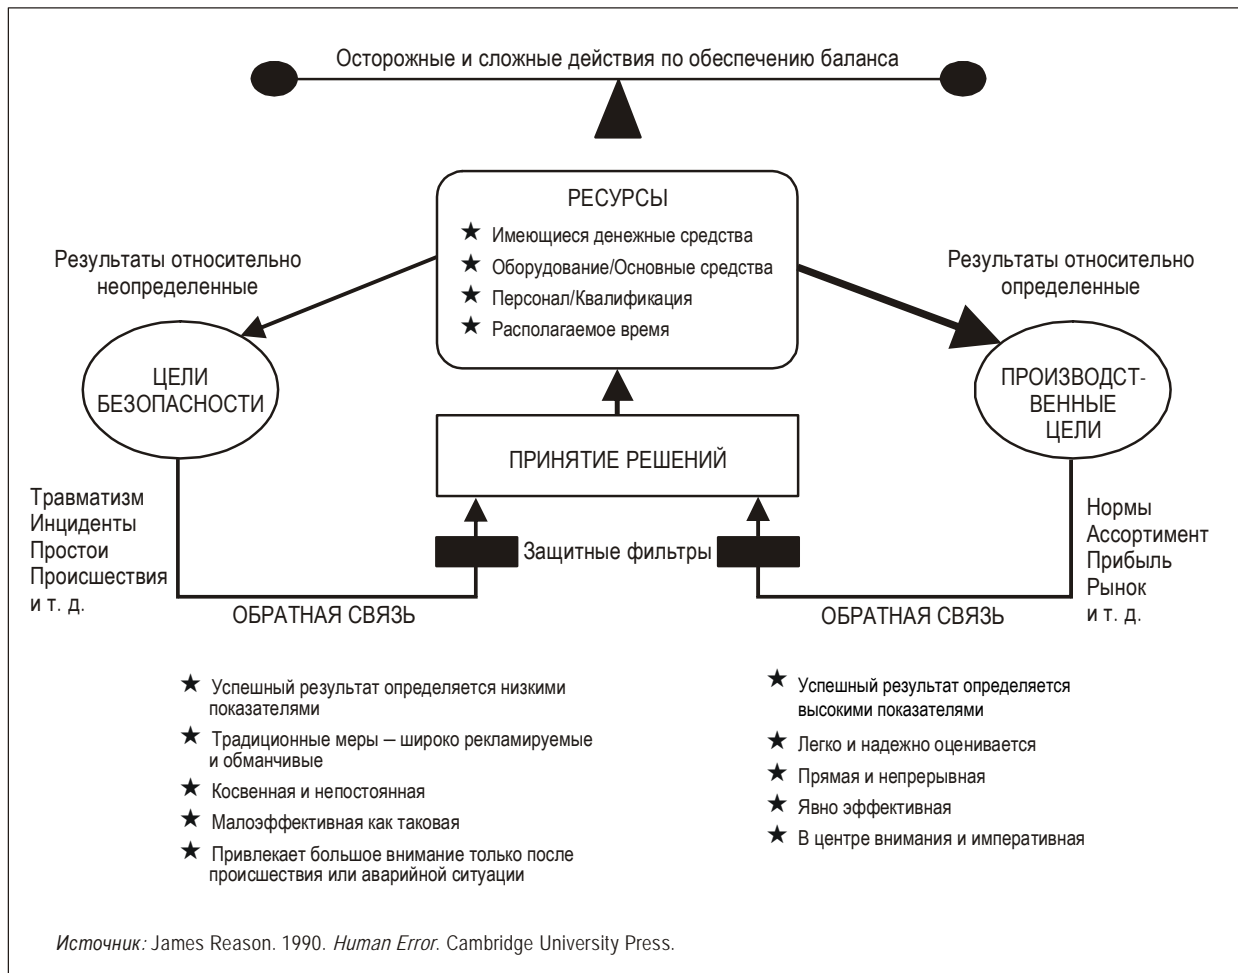 Осторожные и сложные действия по обеспечению баланса
РЕСУРСЫ
★ Имеющиеся денежные средства
★ Оборудование/Основные средства
★ Персонал/Квалификация
★ Располагаемое время
Результаты относительно
неопределенные
Результаты относительно
определенные
ЦЕЛИ
БЕЗОПАСНОСТИ
ПРОИЗВОДСТ-
ВЕННЫЕ
ЦЕЛИ
ПРИНЯТИЕ РЕШЕНИЙ
Травматизм
Инциденты
Простои
Происшествия
и т. д.
Защитные фильтры
Нормы
Ассортимент
Прибыль
Рынок
и т. д.
ОБРАТНАЯ СВЯЗЬ
ОБРАТНАЯ СВЯЗЬ
★ Успешный результат определяется низкими
показателями
★ Традиционные меры – широко рекламируемые
и обманчивые
★ Косвенная и непостоянная
★ Малоэффективная как таковая
★ Привлекает большое внимание только после
происшествия или аварийной ситуации
★ Успешный результат определяется
высокими показателями
★ Легко и надежно оценивается
★ Прямая и непрерывная
★ Явно эффективная
★ В центре внимания и императивная
Источник: James Reason. 1990. Human Error. Cambridge University Press.